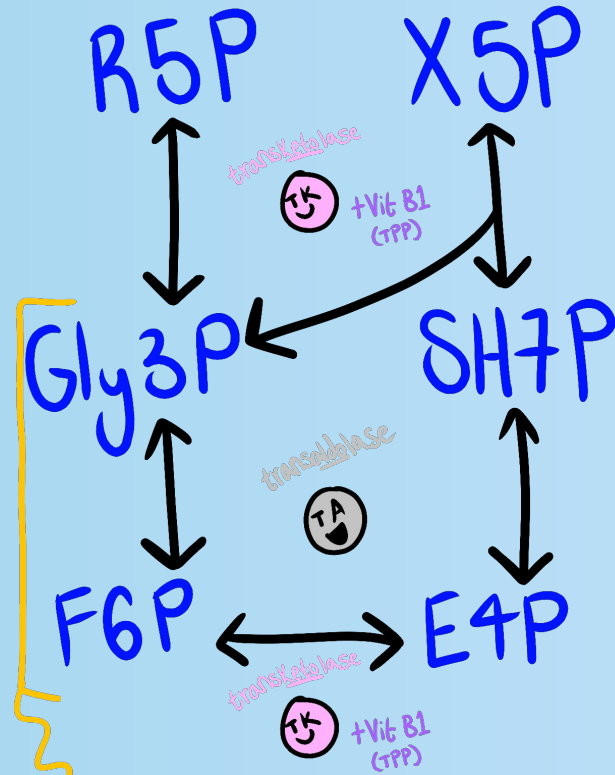 R5P X5P
transketolase
TK +Vit B1
(TPP)
Gly3P SH7P
transaldolase
TA
F6P E4P
transketolase
TK +Vit B1
(TPP)